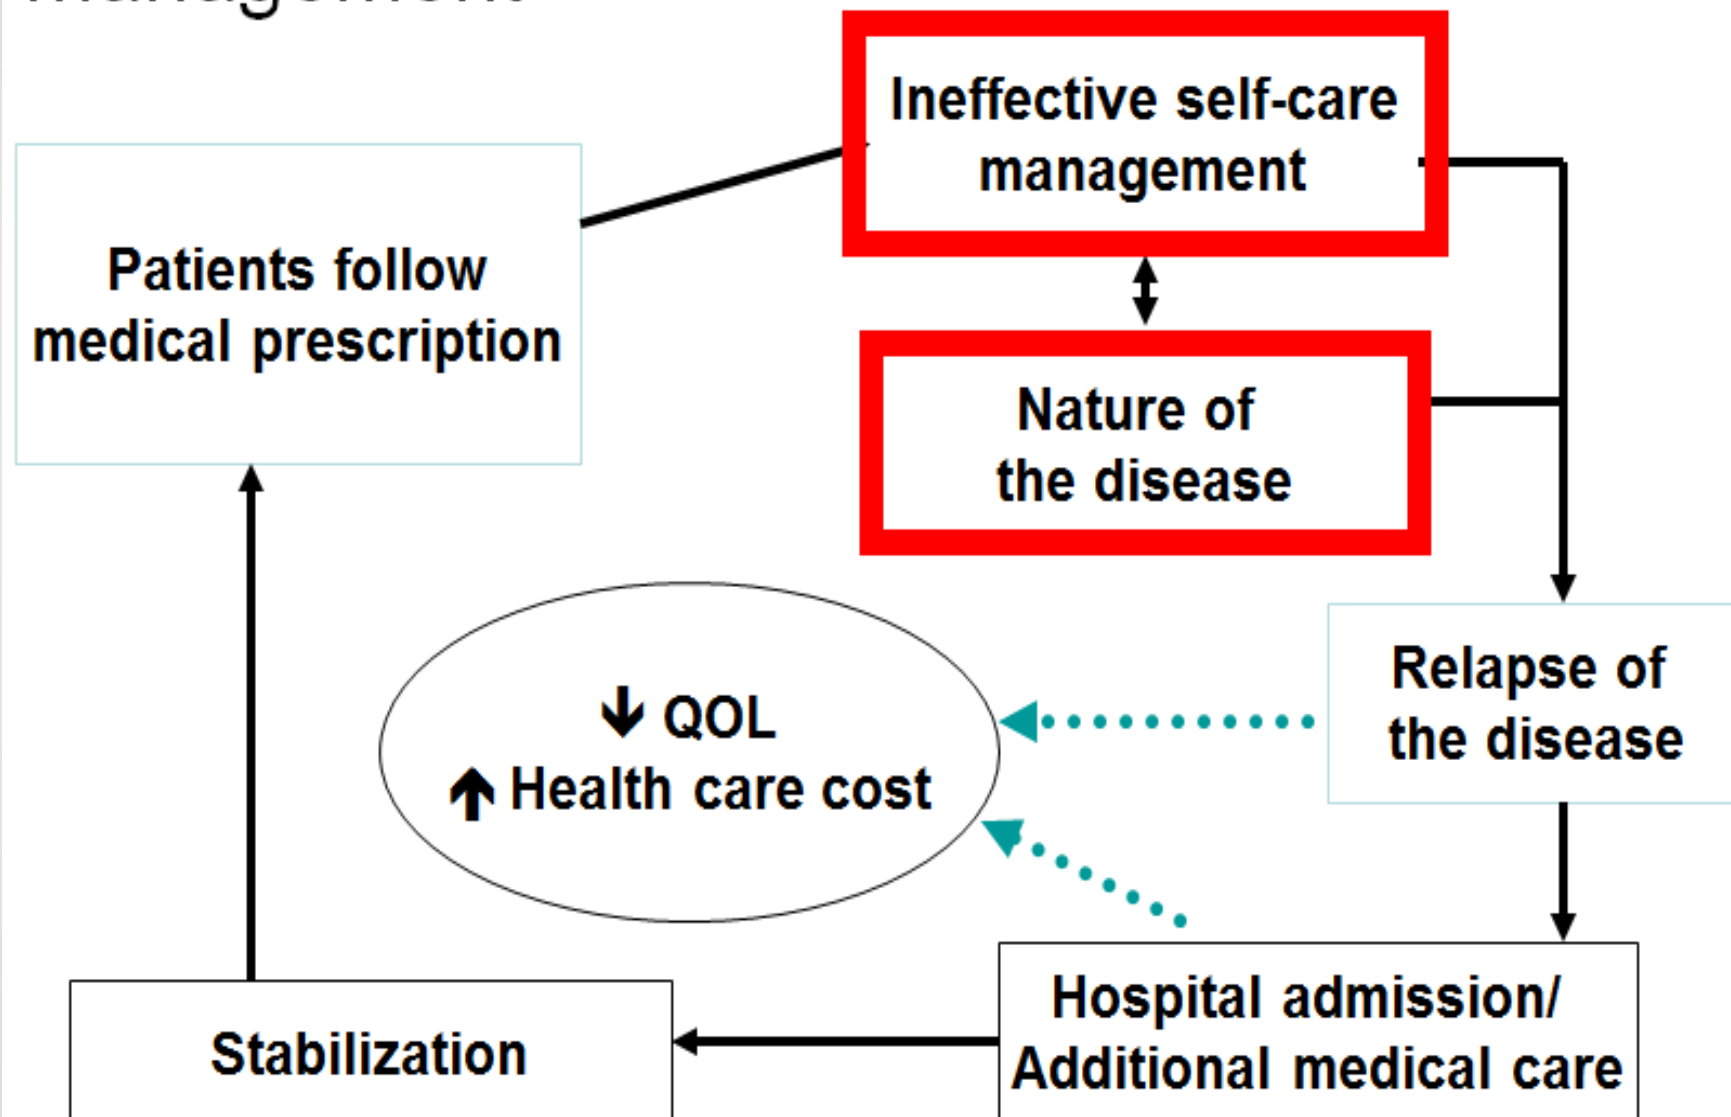 management
Ineffective self-care
management
Patients follow
medical prescription
Nature of
the disease
Relapse of
the disease
↓ QOL
↑ Health care cost
Hospital admission/
Additional medical care
Stabilization